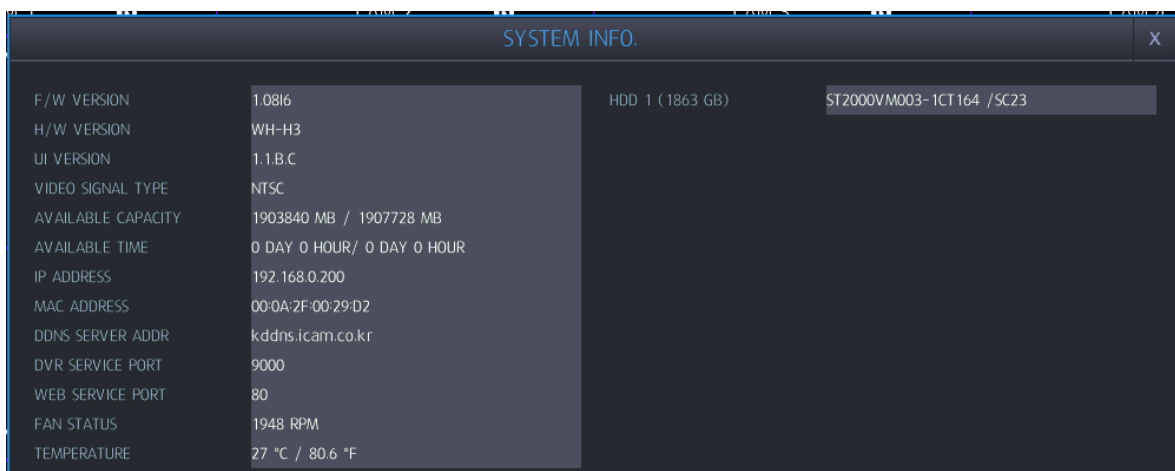 SYSTEM INFO.
X
F/W VERSION 1.08I6
HDD 1 (1863 GB) ST2000VM003-1CT164 /SC23
H/W VERSION WH-H3
UI VERSION 1.1.B.C
VIDEO SIGNAL TYPE NTSC
AVAILABLE CAPACITY 1903840 MB / 1907728 MB
AVAILABLE TIME 0 DAY 0 HOUR/ 0 DAY 0 HOUR
IP ADDRESS 192.168.0.200
MAC ADDRESS 00:0A:2F:00:29:D2
DDNS SERVER ADDR kddns.icam.co.kr
DVR SERVICE PORT 9000
WEB SERVICE PORT 80
FAN STATUS 1948 RPM
TEMPERATURE 27 °C / 80.6 °F